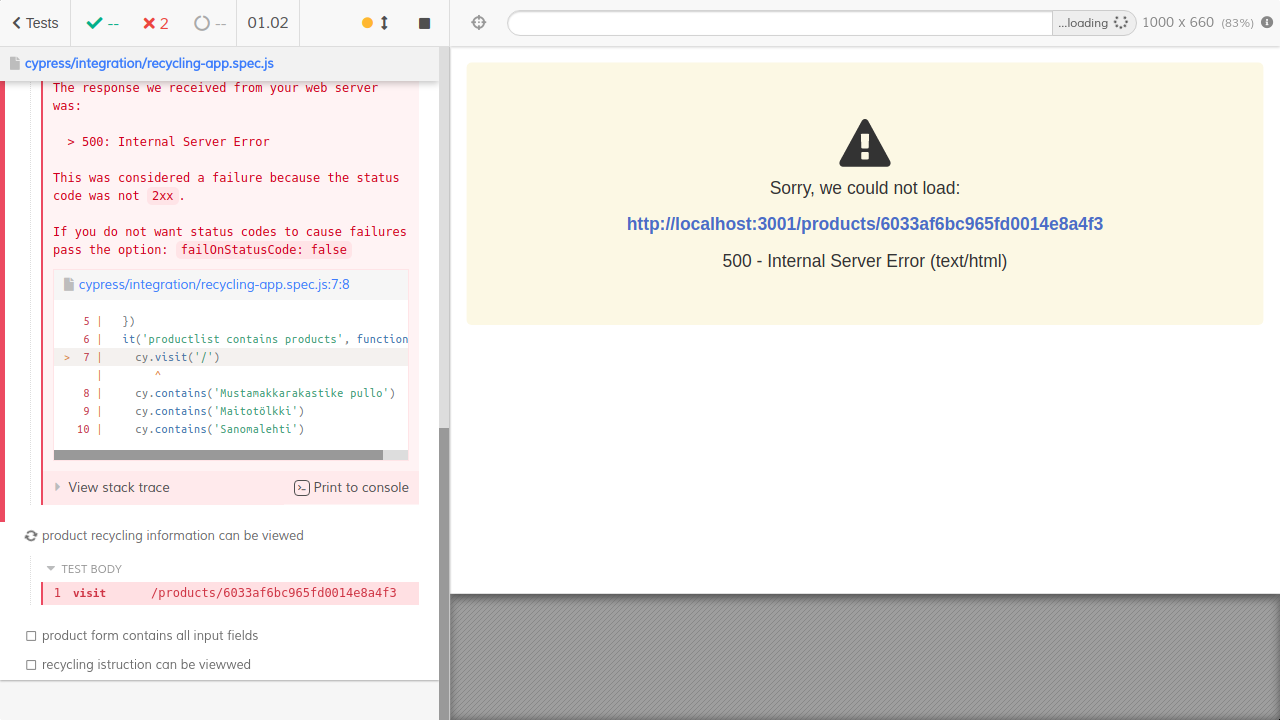 Tests
--
2
--
01.02
...loading
1000 x 660 (83%)
cypress/integration/recycling-app.spec.js
The response we received from your web server
was:
> 500: Internal Server Error
This was considered a failure because the status
code was not 2xx.
If you do not want status codes to cause failures
pass the option: failOnStatusCode: false
cypress/integration/recycling-app.spec.js:7:8
5 | })
6 | it('productlist contains products', function
> 7 | cy.visit('/')
| ^
8 | cy.contains('Mustamakkarakastike pullo')
9 | cy.contains('Maitotölkki')
10 | cy.contains('Sanomalehti')
View stack trace
Print to console
product recycling information can be viewed
TEST BODY
1 visit /products/6033af6bc965fd0014e8a4f3
product form contains all input fields
recycling istruction can be viewwed
Sorry, we could not load:
http://localhost:3001/products/6033af6bc965fd0014e8a4f3
500 - Internal Server Error (text/html)